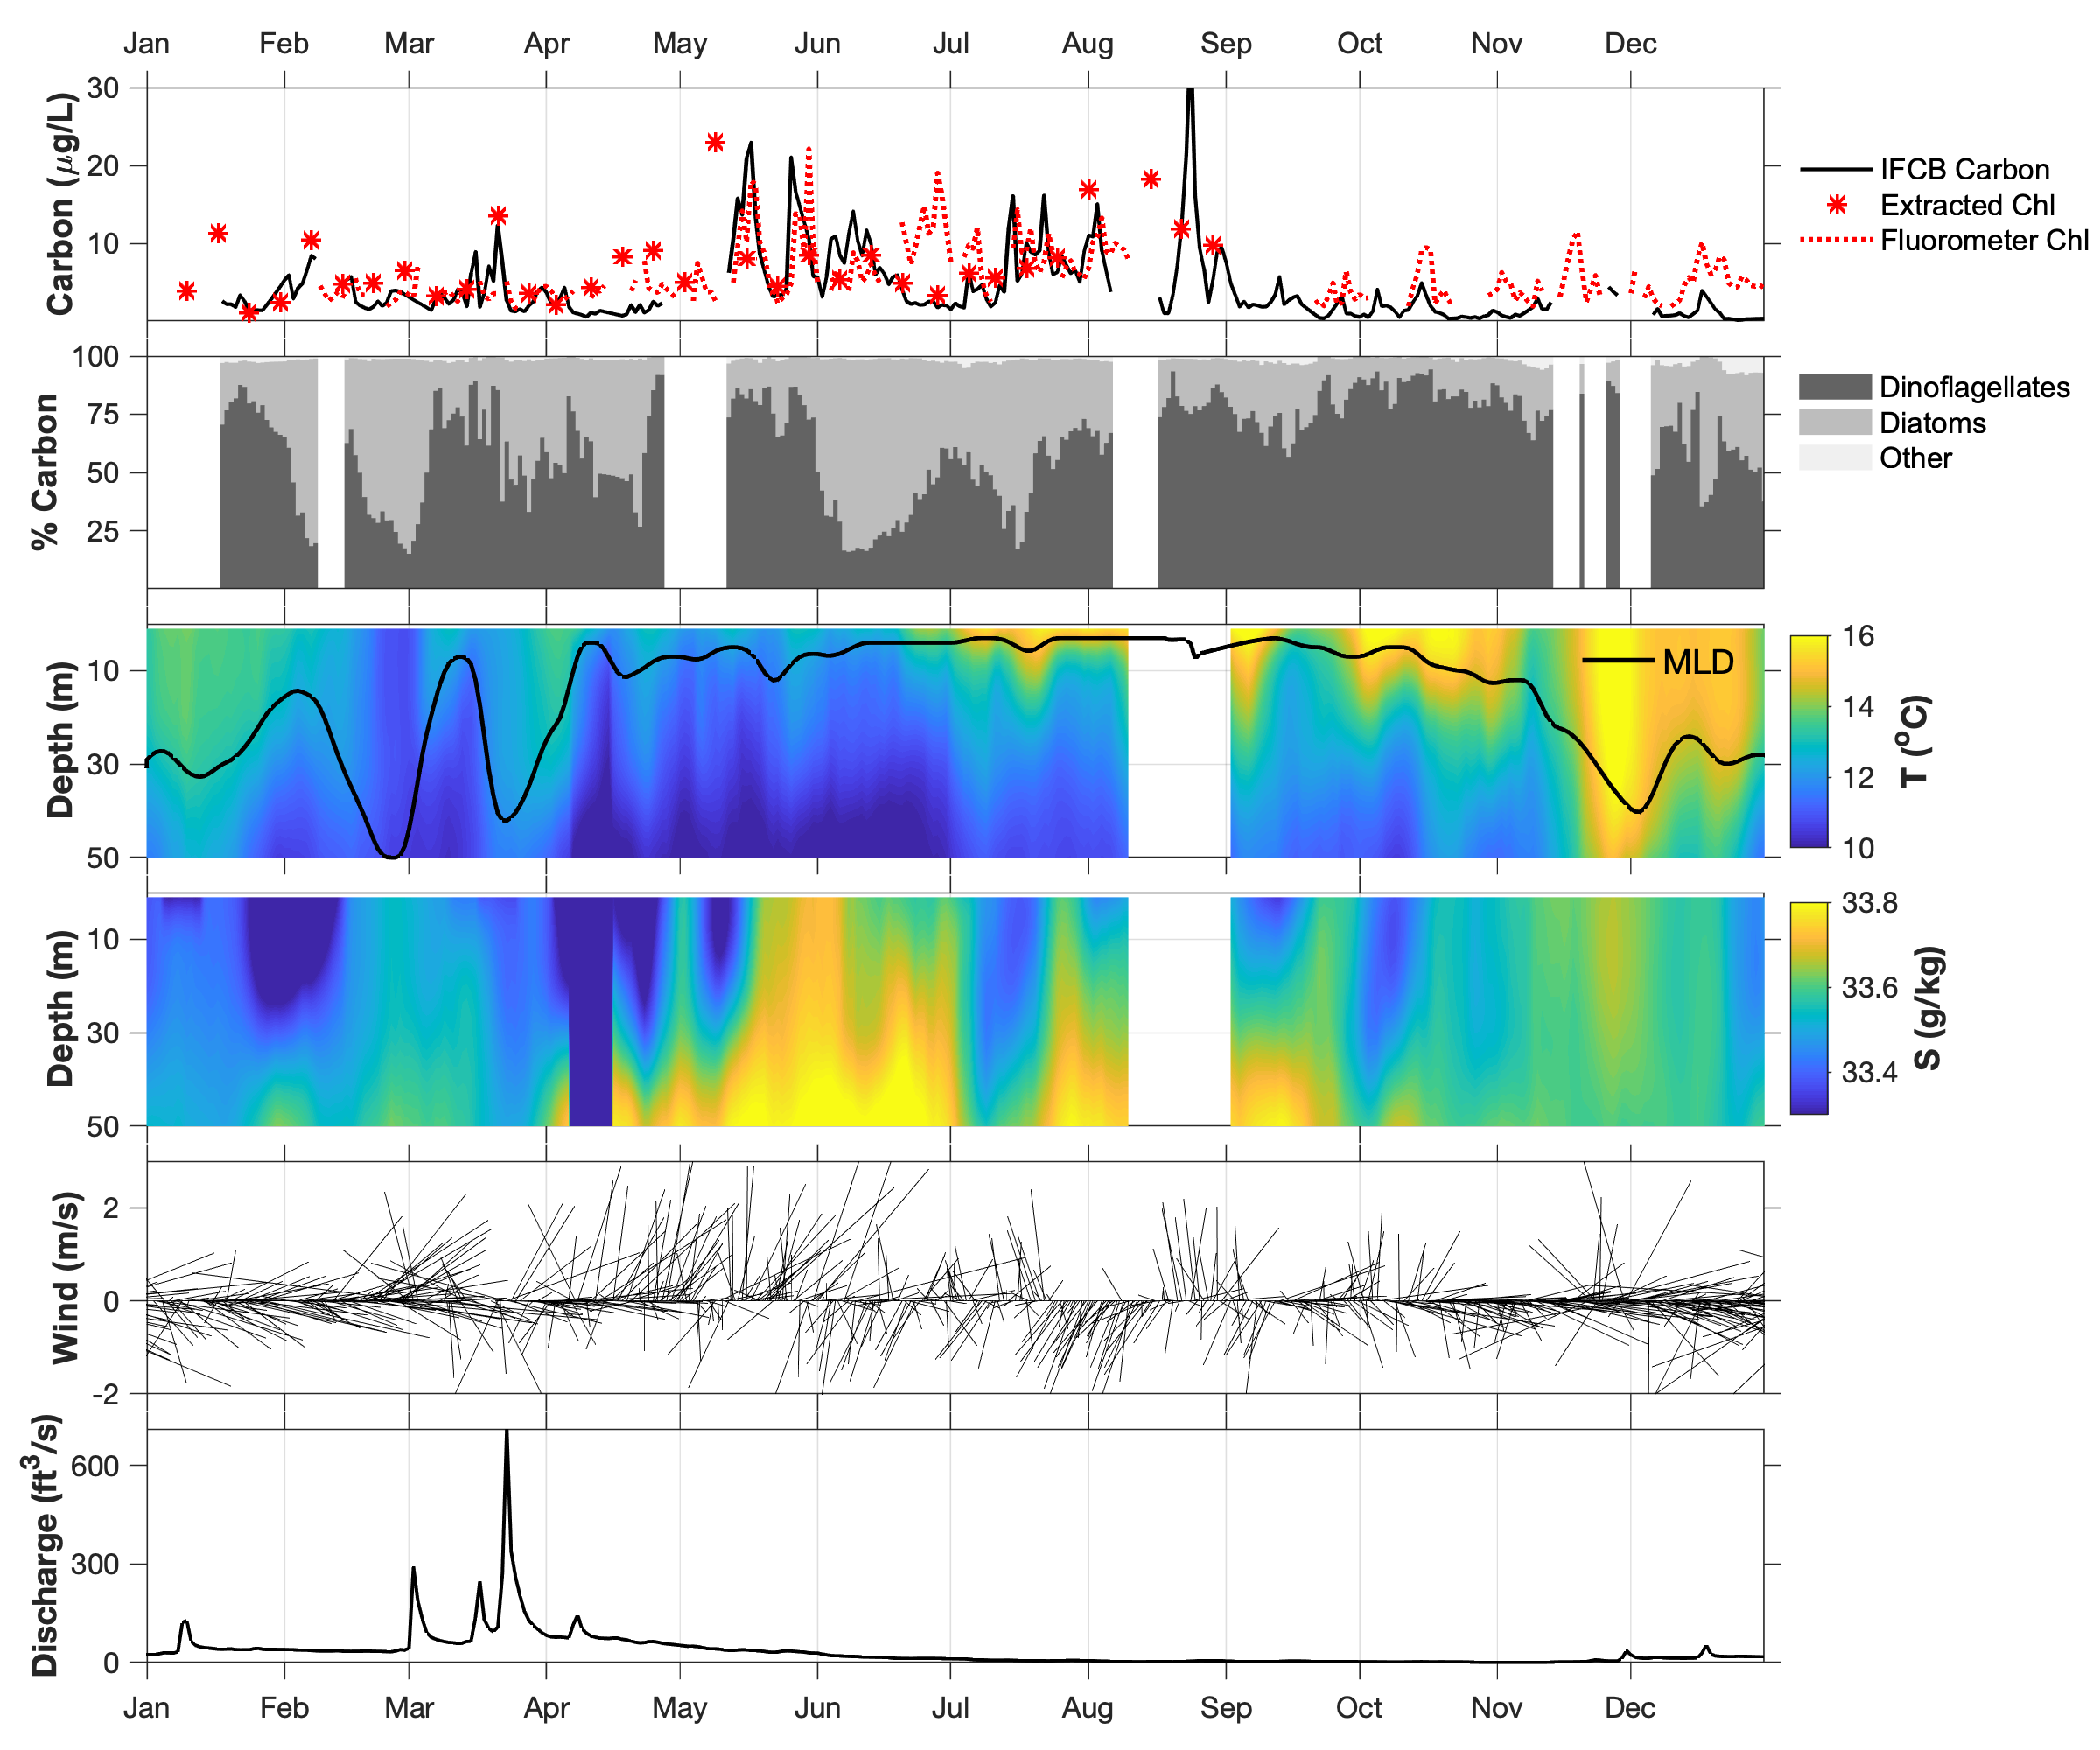 Jan Feb Mar Apr May Jun Jul Aug Sep Oct Nov Dec
Carbon (μg/L)
30
20
10
IFCB Carbon
Extracted Chl
Fluorometer Chl
% Carbon
100
75
50
25
Dinoflagellates
Diatoms
Other
Depth (m)
10
30
50
MLD
16
14
12
10
T (°C)
Depth (m)
10
30
50
33.8
33.6
33.4
S (g/kg)
Wind (m/s)
2
0
-2
Discharge (ft³/s)
600
300
0
Jan Feb Mar Apr May Jun Jul Aug Sep Oct Nov Dec